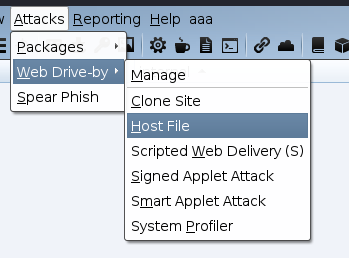 Attacks Reporting Help aaa
Packages
Web Drive-by
Spear Phish
Manage
Clone Site
Host File
Scripted Web Delivery (S)
Signed Applet Attack
Smart Applet Attack
System Profiler